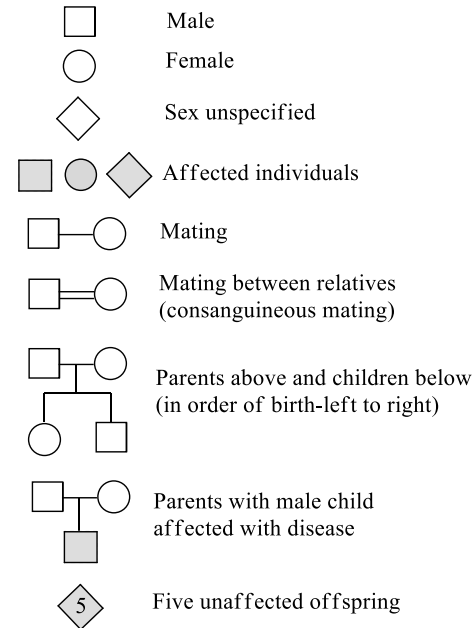 Male
Female
Sex unspecified
Affected individuals
Mating
Mating between relatives
(consanguineous mating)
Parents above and children below
(in order of birth-left to right)
Parents with male child
affected with disease
5 Five unaffected offspring